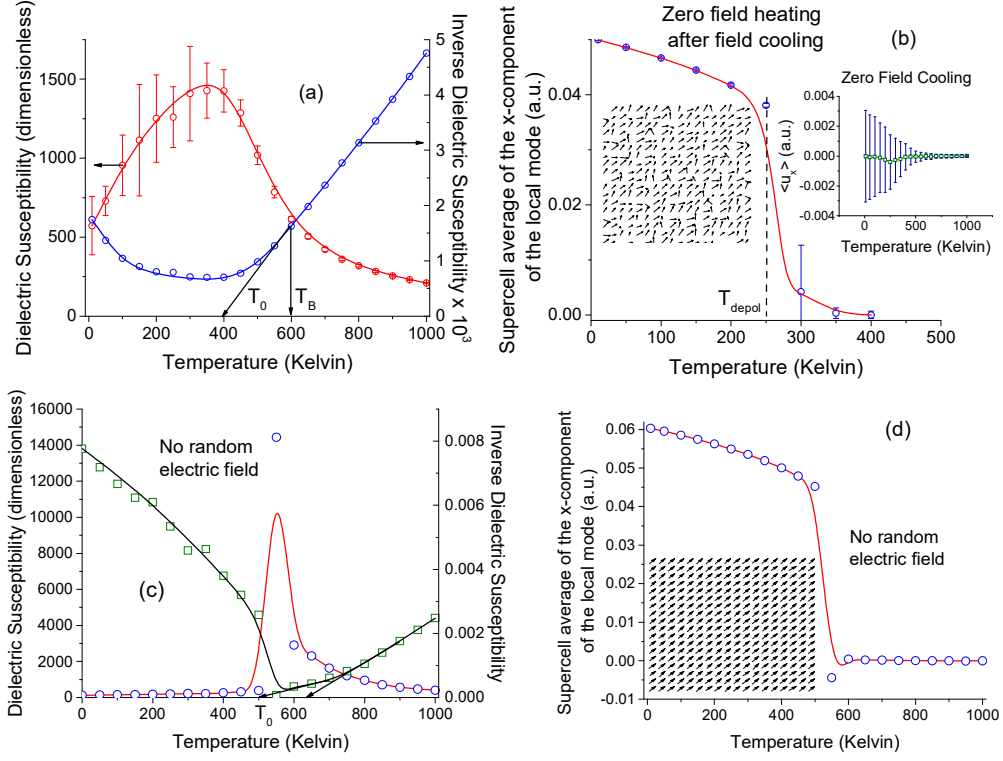 1500
1000
500
0
0
200
400
600
800
1000
5
4
3
2
1
0
(a)
T0
TB
Dielectric Susceptibility (dimensionless)
Inverse Dielectric
Susceptibility x 10³
Temperature (Kelvin)
Zero field heating
after field cooling
(b)
0.04
0.02
0.00
0
100
200
300
400
500
Tdepol
Supercell average of the x-component
of the local mode (a.u.)
Temperature (Kelvin)
Zero Field Cooling
0.004
0.002
0.000
-0.002
-0.004
0
500
1000
<ux> (a.u.)
Temperature (Kelvin)
16000
14000
12000
10000
8000
6000
4000
2000
0
0
200
400
600
800
1000
0.008
0.006
0.004
0.002
0.000
No random
electric field
(c)
T0
Dielectric Susceptibility (dimensionless)
Inverse Dielectric
Susceptibility
Temperature (Kelvin)
(d)
0.06
0.05
0.04
0.03
0.02
0.01
0.00
-0.01
0
200
400
600
800
1000
No random
electric field
Supercell average of the x-component
of the local mode (a.u.)
Temperature (Kelvin)